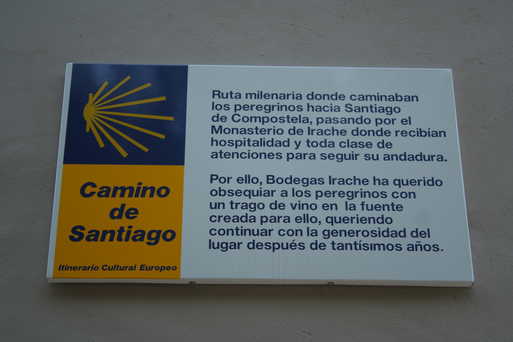 Camino
de
Santiago
Itinerario Cultural Europeo
Ruta milenaria donde caminaban
los peregrinos hacia Santiago
de Compostela, pasando por el
Monasterio de Irache donde recibian
hospitalidad y toda clase de
atenciones para seguir su andadura.
Por ello, Bodegas Irache ha querido
obsequiar a los peregrinos con
un trago de vino en la fuente
creada para ello, queriendo
continuar con la generosidad del
lugar después de tantísimos años.